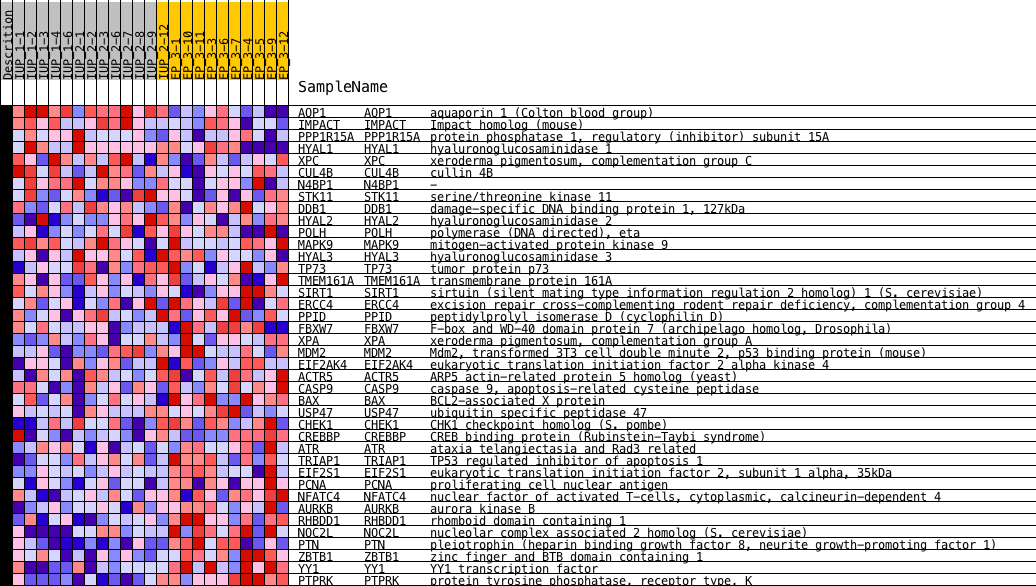 Descrition
IUP_1-1
IUP_1-2
IUP_1-3
IUP_1-4
IUP_1-6
IUP_2-4
IUP_2-1
IUP_2-2
IUP_2-3
IUP_2-6
IUP_2-7
IUP_2-8
IUP_2-9
IUP_2-12
EP_3-1
EP_3-10
EP_3-11
EP_3-3
EP_3-6
EP_3-7
EP_3-4
EP_3-5
EP_3-9
EP_3-12
SampleName
AQP1 AQP1 aquaporin 1 (Colton blood group)
IMPACT IMPACT Impact homolog (mouse)
PPP1R15A PPP1R15A protein phosphatase 1, regulatory (inhibitor) subunit 15A
HYAL1 HYAL1 hyaluronoglucosaminidase 1
XPC XPC xeroderma pigmentosum, complementation group C
CUL4B CUL4B cullin 4B
N4BP1 N4BP1 -
STK11 STK11 serine/threonine kinase 11
DDB1 DDB1 damage-specific DNA binding protein 1, 127kDa
HYAL2 HYAL2 hyaluronoglucosaminidase 2
POLH POLH polymerase (DNA directed), eta
MAPK9 MAPK9 mitogen-activated protein kinase 9
HYAL3 HYAL3 hyaluronoglucosaminidase 3
TP73 TP73 tumor protein p73
TMEM161A TMEM161A transmembrane protein 161A
SIRT1 SIRT1 sirtuin (silent mating type information regulation 2 homolog) 1 (S. cerevisiae)
ERCC4 ERCC4 excision repair cross-complementing rodent repair deficiency, complementation group 4
PPID PPID peptidylprolyl isomerase D (cyclophilin D)
FBXW7 FBXW7 F-box and WD-40 domain protein 7 (archipelago homolog, Drosophila)
XPA XPA xeroderma pigmentosum, complementation group A
MDM2 MDM2 Mdm2, transformed 3T3 cell double minute 2, p53 binding protein (mouse)
EIF2AK4 EIF2AK4 eukaryotic translation initiation factor 2 alpha kinase 4
ACTR5 ACTR5 ARP5 actin-related protein 5 homolog (yeast)
CASP9 CASP9 caspase 9, apoptosis-related cysteine peptidase
BAX BAX BCL2-associated X protein
USP47 USP47 ubiquitin specific peptidase 47
CHEK1 CHEK1 CHK1 checkpoint homolog (S. pombe)
CREBBP CREBBP CREB binding protein (Rubinstein-Taybi syndrome)
ATR ATR ataxia telangiectasia and Rad3 related
TRIAP1 TRIAP1 TP53 regulated inhibitor of apoptosis 1
EIF2S1 EIF2S1 eukaryotic translation initiation factor 2, subunit 1 alpha, 35kDa
PCNA PCNA proliferating cell nuclear antigen
NFATC4 NFATC4 nuclear factor of activated T-cells, cytoplasmic, calcineurin-dependent 4
AURKB AURKB aurora kinase B
RHBDD1 RHBDD1 rhomboid domain containing 1
NOC2L NOC2L nucleolar complex associated 2 homolog (S. cerevisiae)
PTN PTN pleiotrophin (heparin binding growth factor 8, neurite growth-promoting factor 1)
ZBTB1 ZBTB1 zinc finger and BTB domain containing 1
YY1 YY1 YY1 transcription factor
PTPRK PTPRK protein tyrosine phosphatase, receptor type, K